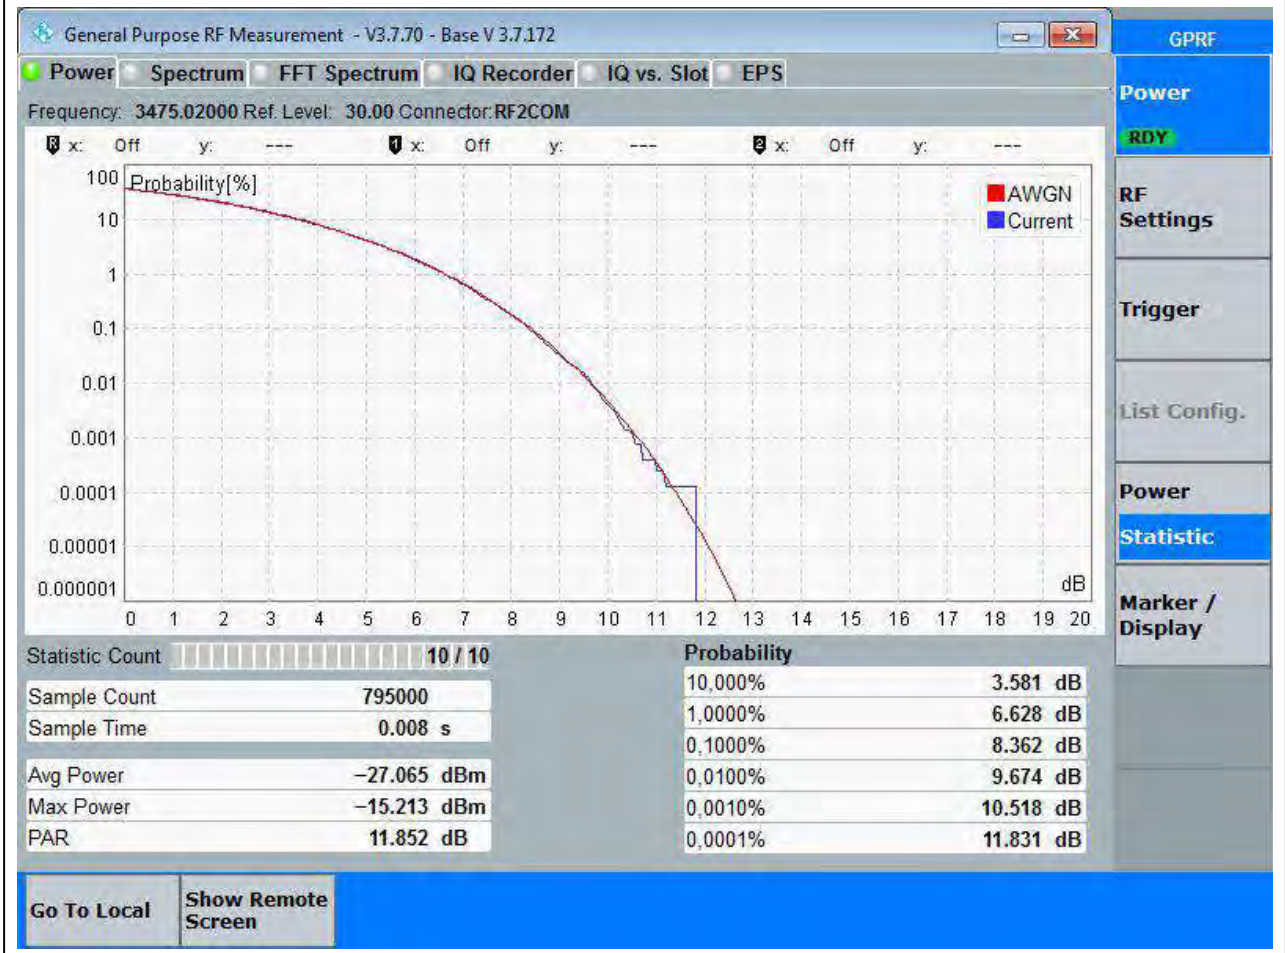 General Purpose RF Measurement - V3.7.70 - Base V 3.7.172
GPRF
Power Spectrum FFT Spectrum IQ Recorder IQ vs. Slot EPS
Frequency: 3475.02000 Ref. Level: 30.00 Connector:RF2COM
R x: Off y: --- 1 x: Off y: --- 2 x: Off y: ---
Probability[%]
AWGN
Current
100
10
1
0.1
0.01
0.001
0.0001
0.00001
0.000001
dB
0 1 2 3 4 5 6 7 8 9 10 11 12 13 14 15 16 17 18 19 20
Statistic Count 10 / 10
Sample Count 795000
Sample Time 0.008 s
Avg Power −27.065 dBm
Max Power −15.213 dBm
PAR 11.852 dB
Probability
10,000% 3.581 dB
1,0000% 6.628 dB
0,1000% 8.362 dB
0,0100% 9.674 dB
0,0010% 10.518 dB
0,0001% 11.831 dB
Power
RDY
RF
Settings
Trigger
List Config.
Power
Statistic
Marker /
Display
Go To Local
Show Remote
Screen